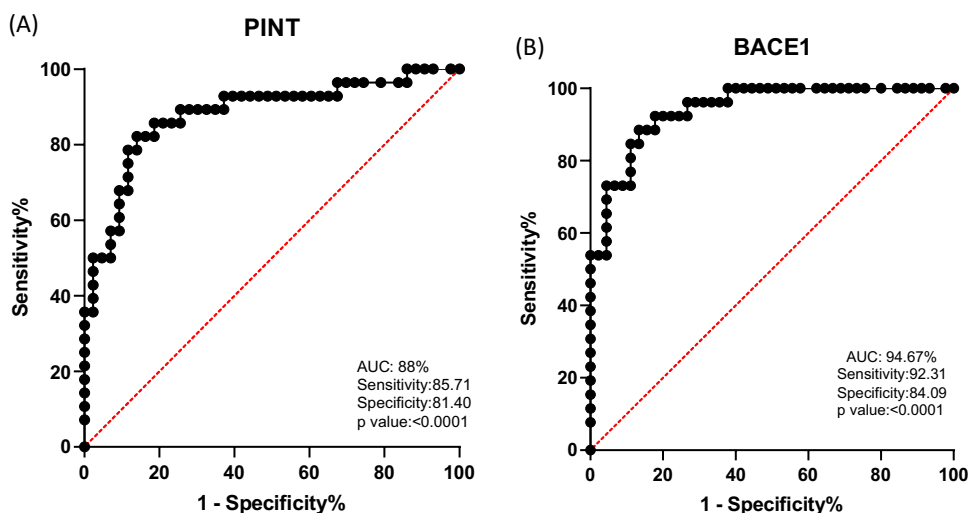 (A)
PINT
100
80
60
40
20
0
Sensitivity%
AUC: 88%
Sensitivity:85.71
Specificity:81.40
p value:<0.0001
0 20 40 60 80 100
1 - Specificity%
(B)
BACE1
100
80
60
40
20
0
Sensitivity%
AUC: 94.67%
Sensitivity:92.31
Specificity:84.09
p value:<0.0001
0 20 40 60 80 100
1 - Specificity%